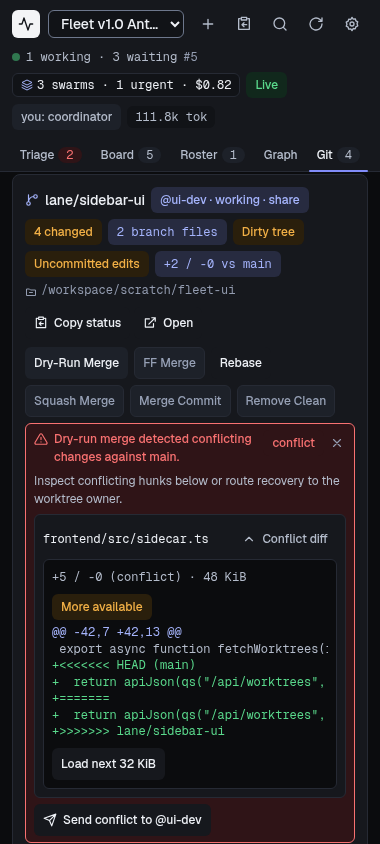 Fleet v1.0 Ant...
1 working · 3 waiting #5
3 swarms · 1 urgent · $0.82 Live
you: coordinator 111.8k tok
Triage 2 Board 5 Roster 1 Graph Git 4
lane/sidebar-ui @ui-dev · working · share
4 changed 2 branch files Dirty tree
Uncommitted edits +2 / -0 vs main
/workspace/scratch/fleet-ui
Copy status Open
Dry-Run Merge FF Merge Rebase
Squash Merge Merge Commit Remove Clean
Dry-run merge detected conflicting changes against main. conflict
Inspect conflicting hunks below or route recovery to the
worktree owner.
frontend/src/sidecar.ts Conflict diff
+5 / -0 (conflict) · 48 KiB
More available
@@ -42,7 +42,13 @@
export async function fetchWorktrees(
+<<<<<<< HEAD (main)
+  return apiJson(qs("/api/worktrees",
+=======
+  return apiJson(qs("/api/worktrees",
+>>>>>>> lane/sidebar-ui
Load next 32 KiB
Send conflict to @ui-dev